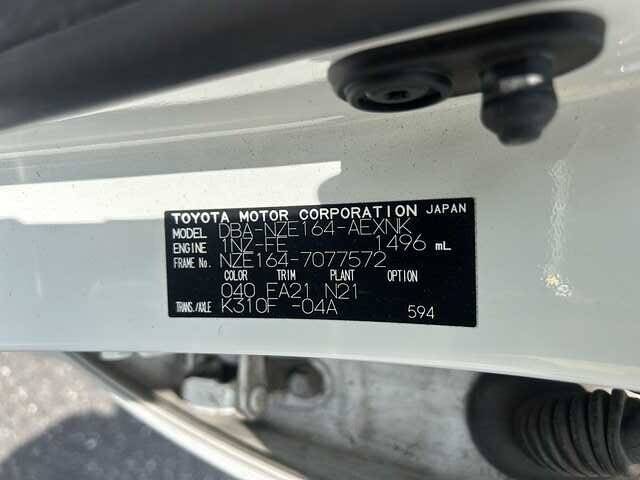 TOYOTA MOTOR CORPORATION JAPAN
MODEL DBA-NZE164-AEXNK
ENGINE 1NZ-FE 1496 mL
FRAME No. NZE164-7077572
COLOR TRIM PLANT OPTION
040 FA21 N21
TRANS./AXLE K310F -04A 594